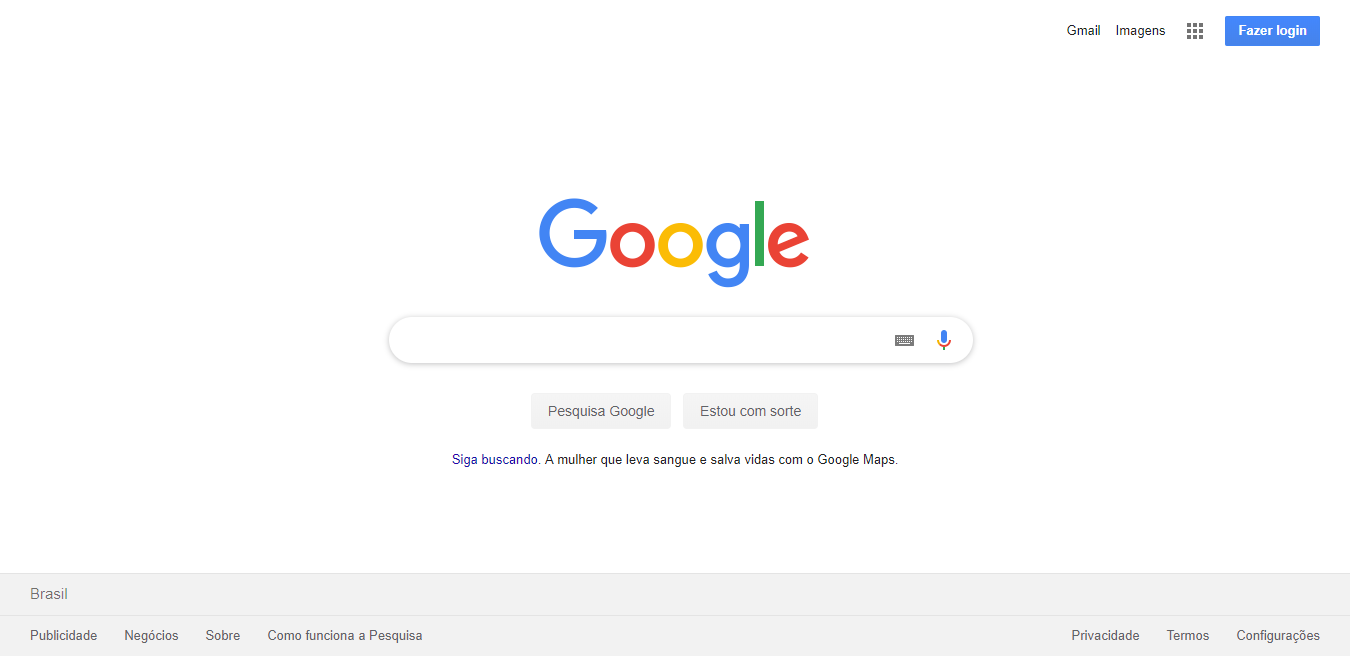 Gmail Imagens Fazer login
Google
Pesquisa Google Estou com sorte
Siga buscando. A mulher que leva sangue e salva vidas com o Google Maps.
Brasil
Publicidade Negócios Sobre Como funciona a Pesquisa Privacidade Termos Configurações